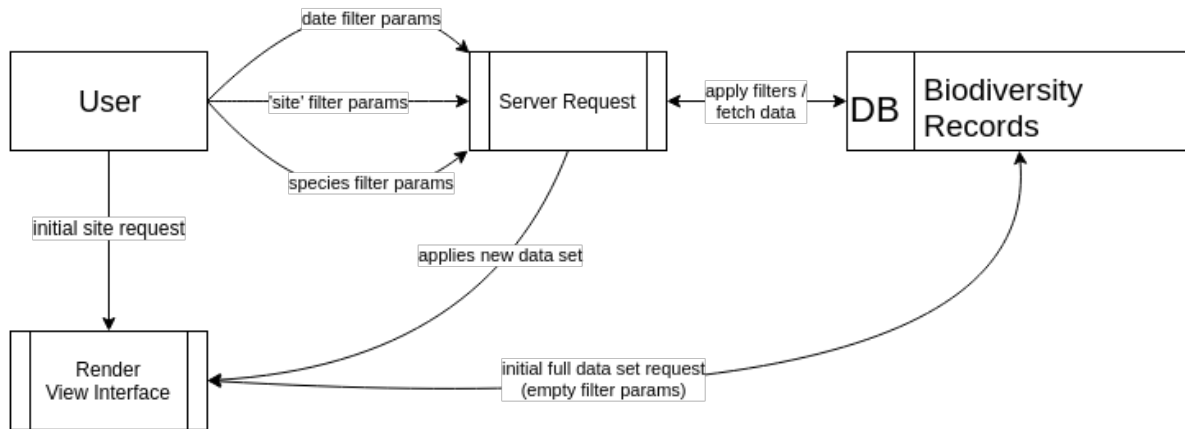 date filter params
User
'site' filter params
Server Request
apply filters /
fetch data
DB
Biodiversity
Records
species filter params
initial site request
applies new data set
Render
View Interface
initial full data set request
(empty filter params)